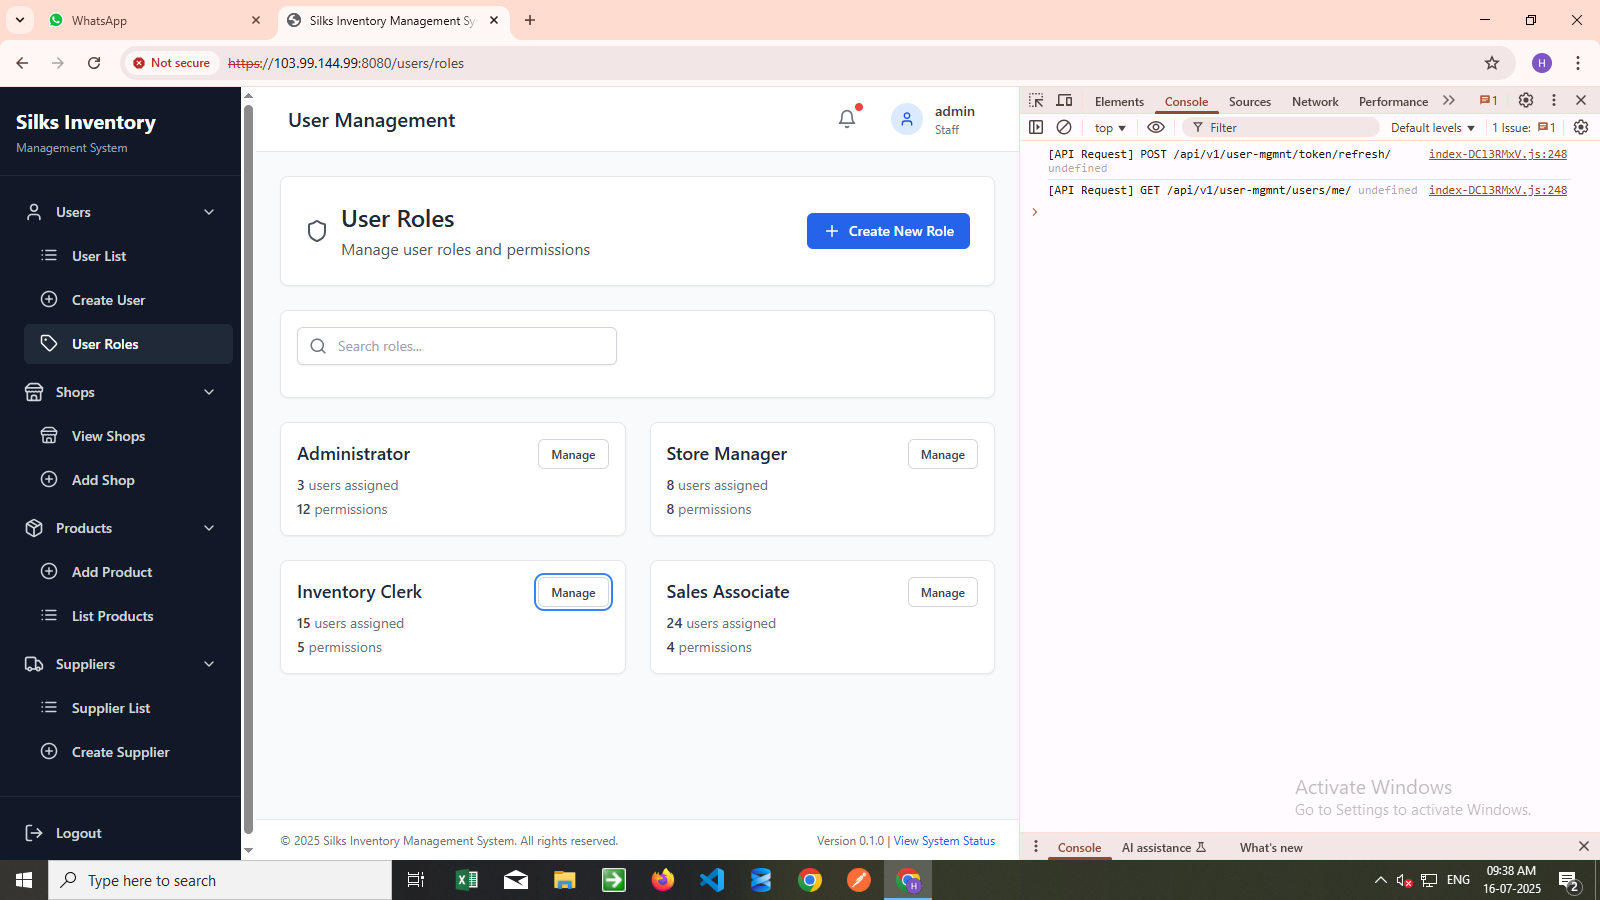 WhatsApp
Silks Inventory Management Sy
Not secure
https://103.99.144.99:8080/users/roles
H
Silks Inventory
Management System
Users
User List
Create User
User Roles
Shops
View Shops
Add Shop
Products
Add Product
List Products
Suppliers
Supplier List
Create Supplier
Logout
User Management
admin
Staff
User Roles
Manage user roles and permissions
Create New Role
Search roles...
Administrator
Manage
3 users assigned
12 permissions
Store Manager
Manage
8 users assigned
8 permissions
Inventory Clerk
Manage
15 users assigned
5 permissions
Sales Associate
Manage
24 users assigned
4 permissions
© 2025 Silks Inventory Management System. All rights reserved.
Version 0.1.0 | View System Status
Elements Console Sources Network Performance 1
top Filter Default levels 1 Issue: 1
[API Request] POST /api/v1/user-mgmnt/token/refresh/ index-DCl3RMxV.js:248
undefined
[API Request] GET /api/v1/user-mgmnt/users/me/ undefined index-DCl3RMxV.js:248
Activate Windows
Go to Settings to activate Windows.
Console AI assistance What's new
Type here to search
H
ENG
09:38 AM
16-07-2025
2